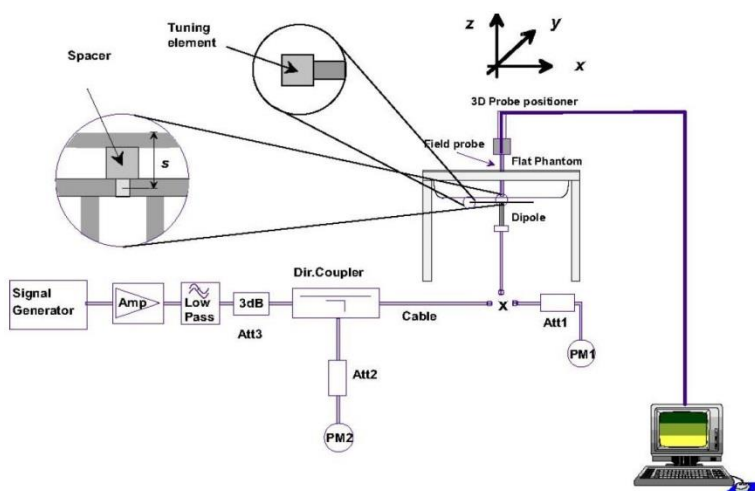 Tuning
element
Spacer
s
z
y
x
3D Probe positioner
Field probe
Flat Phantom
Dipole
Signal
Generator
Amp
Low
Pass
3dB
Att3
Dir.Coupler
Cable
x
Att1
PM1
Att2
PM2